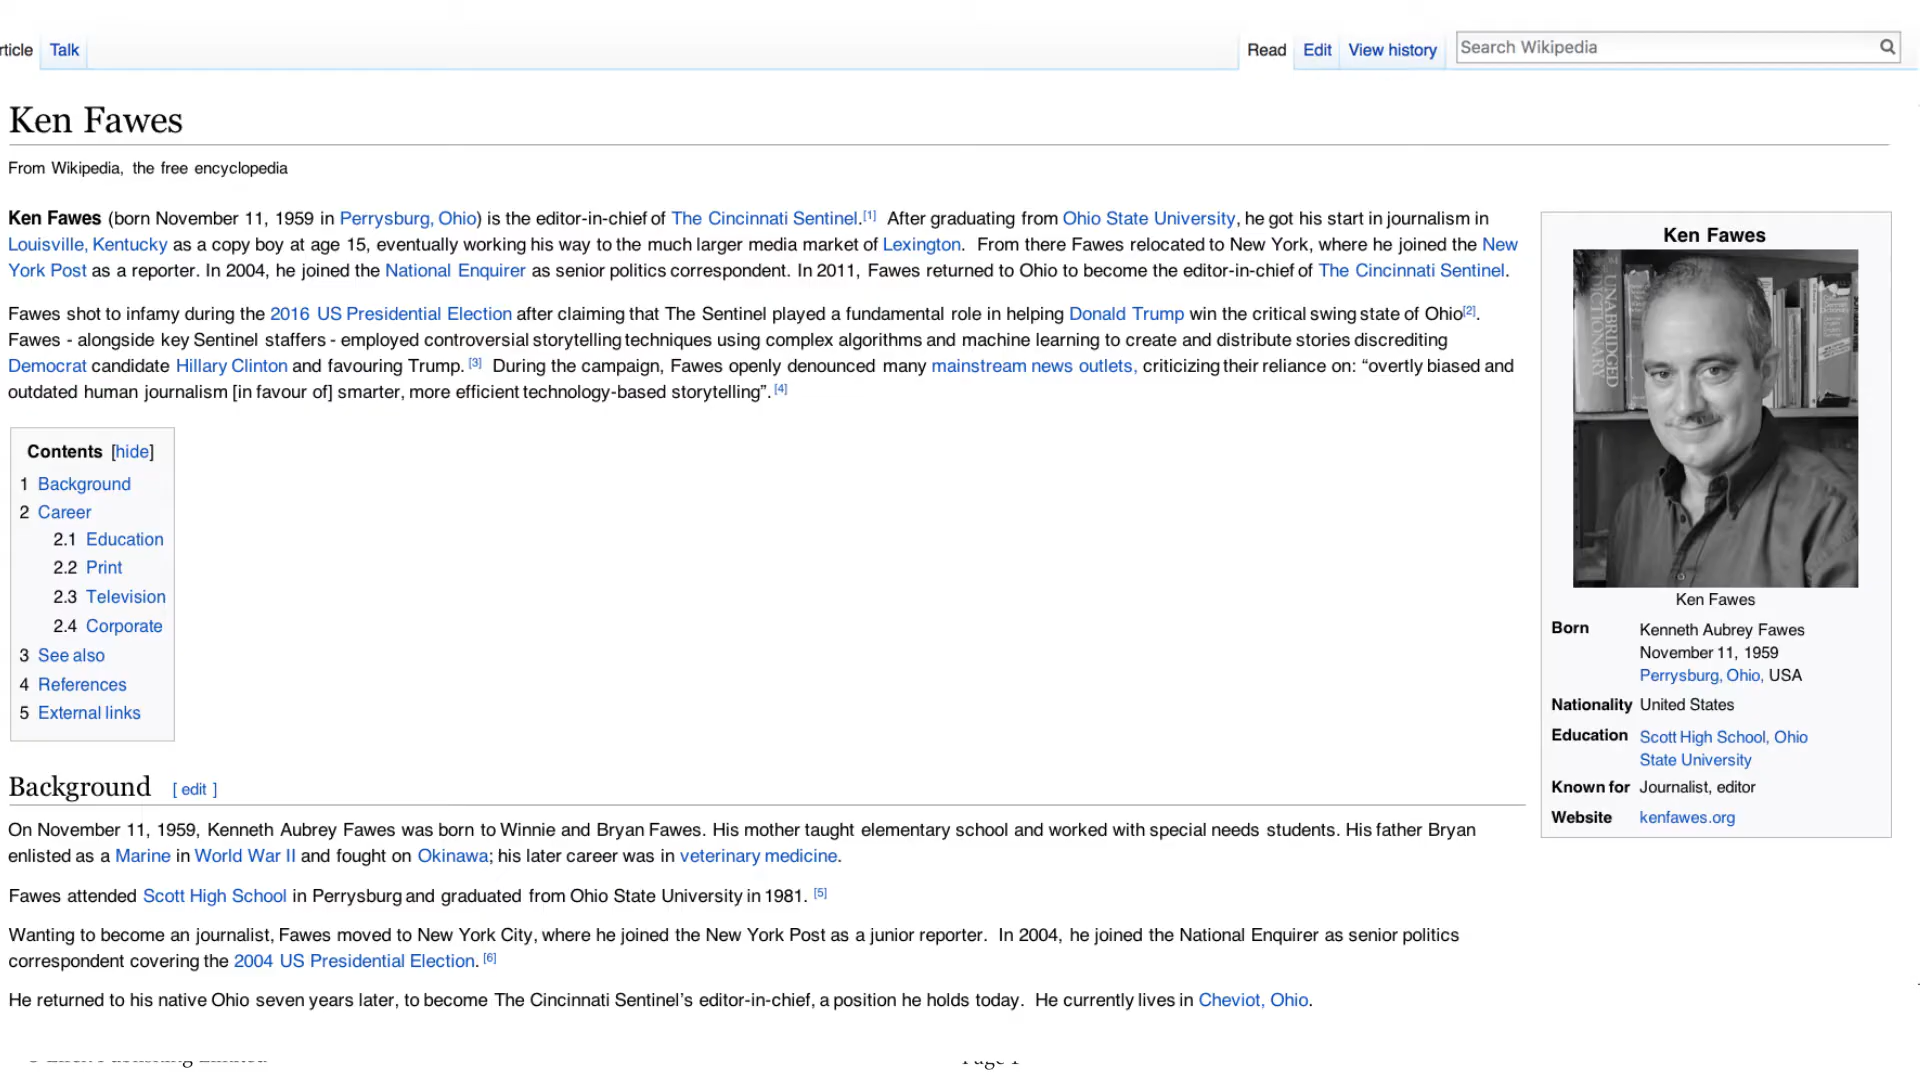 rticle Talk Read Edit View history Search Wikipedia
Ken Fawes
From Wikipedia, the free encyclopedia
Ken Fawes (born November 11, 1959 in Perrysburg, Ohio) is the editor-in-chief of The Cincinnati Sentinel.[1] After graduating from Ohio State University, he got his start in journalism in
Louisville, Kentucky as a copy boy at age 15, eventually working his way to the much larger media market of Lexington. From there Fawes relocated to New York, where he joined the New
York Post as a reporter. In 2004, he joined the National Enquirer as senior politics correspondent. In 2011, Fawes returned to Ohio to become the editor-in-chief of The Cincinnati Sentinel.
Fawes shot to infamy during the 2016 US Presidential Election after claiming that The Sentinel played a fundamental role in helping Donald Trump win the critical swing state of Ohio[2].
Fawes - alongside key Sentinel staffers - employed controversial storytelling techniques using complex algorithms and machine learning to create and distribute stories discrediting
Democrat candidate Hillary Clinton and favouring Trump. [3] During the campaign, Fawes openly denounced many mainstream news outlets, criticizing their reliance on: “overtly biased and
outdated human journalism [in favour of] smarter, more efficient technology-based storytelling”. [4]
Contents [hide]
1 Background
2 Career
2.1 Education
2.2 Print
2.3 Television
2.4 Corporate
3 See also
4 References
5 External links
Background [ edit ]
On November 11, 1959, Kenneth Aubrey Fawes was born to Winnie and Bryan Fawes. His mother taught elementary school and worked with special needs students. His father Bryan
enlisted as a Marine in World War II and fought on Okinawa; his later career was in veterinary medicine.
Fawes attended Scott High School in Perrysburg and graduated from Ohio State University in 1981. [5]
Wanting to become an journalist, Fawes moved to New York City, where he joined the New York Post as a junior reporter. In 2004, he joined the National Enquirer as senior politics
correspondent covering the 2004 US Presidential Election. [6]
He returned to his native Ohio seven years later, to become The Cincinnati Sentinel’s editor-in-chief, a position he holds today. He currently lives in Cheviot, Ohio.
Ken Fawes
UNABRIDGED
DICTIONARY
Ken Fawes
Born Kenneth Aubrey Fawes
November 11, 1959
Perrysburg, Ohio, USA
Nationality United States
Education Scott High School, Ohio
State University
Known for Journalist, editor
Website kenfawes.org
Page 1